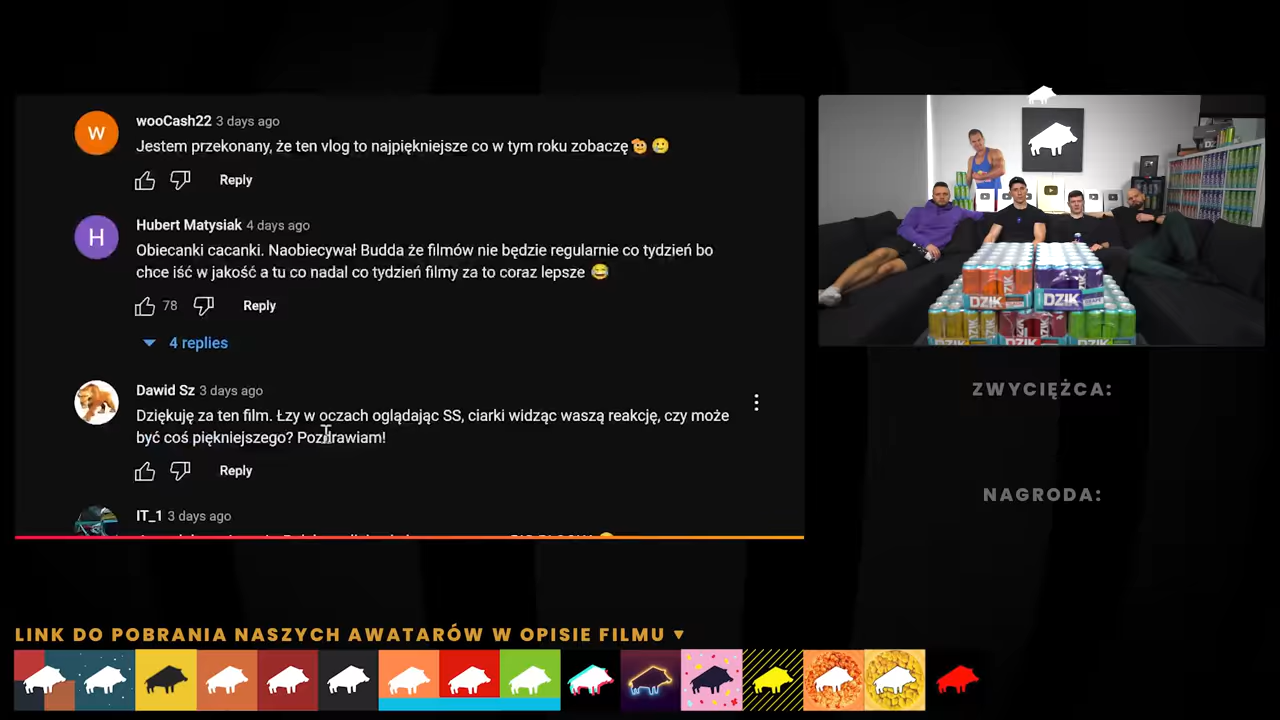 W
wooCash22 3 days ago
Jestem przekonany, że ten vlog to najpiękniejsze co w tym roku zobaczę
Reply
H
Hubert Matysiak 4 days ago
Obiecanki cacanki. Naobiecywał Budda że filmów nie będzie regularnie co tydzień bo
chce iść w jakość a tu co nadal co tydzień filmy za to coraz lepsze 😂
78 Reply
4 replies
Dawid Sz 3 days ago
Dziękuję za ten film. Łzy w oczach oglądając SS, ciarki widząc waszą reakcję, czy może
być coś piękniejszego? Pozdrawiam!
Reply
IT_1 3 days ago
DZIK DZIK
ZWYCIĘZCA:
NAGRODA:
LINK DO POBRANIA NASZYCH AWATARÓW W OPISIE FILMU ▼